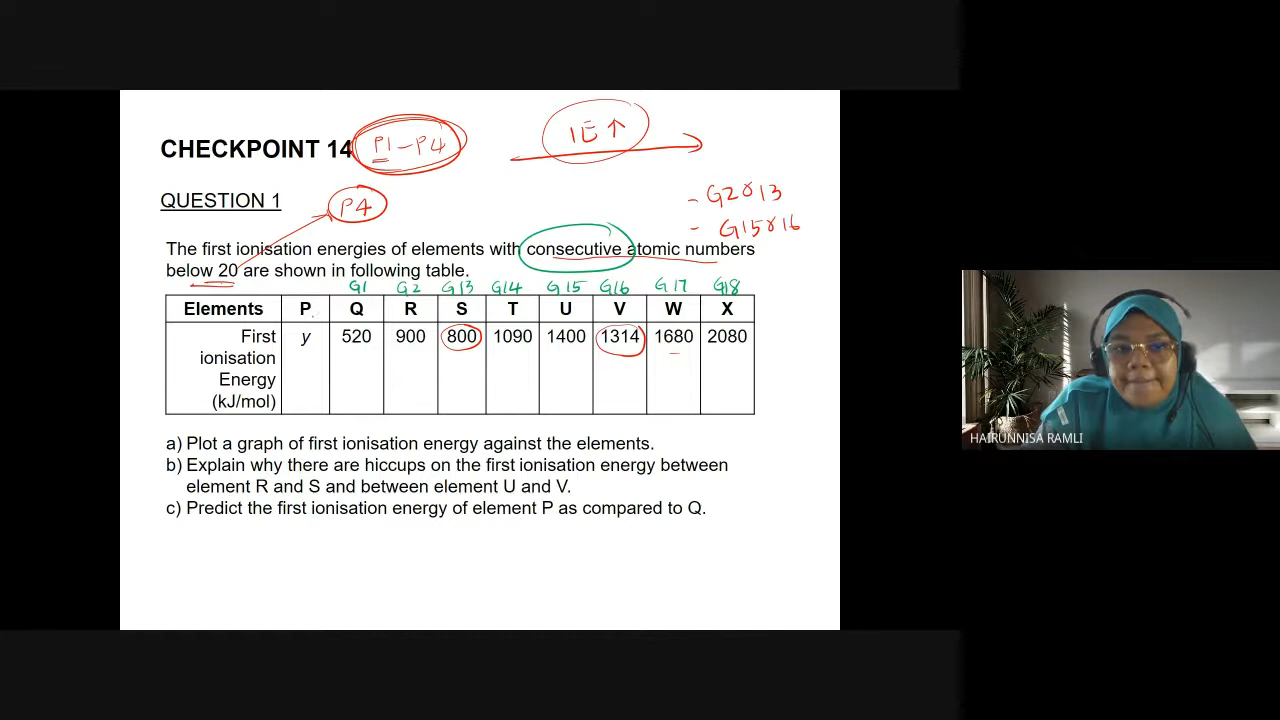 CHECKPOINT 14 P1-P4
IE ↑
QUESTION 1
P4
- G2&13
- G15&16
The first ionisation energies of elements with consecutive atomic numbers
below 20 are shown in following table.
G1 G2 G13 G14 G15 G16 G17 G18
Elements P Q R S T U V W X
First ionisation Energy (kJ/mol) y 520 900 800 1090 1400 1314 1680 2080
a) Plot a graph of first ionisation energy against the elements.
b) Explain why there are hiccups on the first ionisation energy between
element R and S and between element U and V.
c) Predict the first ionisation energy of element P as compared to Q.
HAIRUNNISA RAMLI